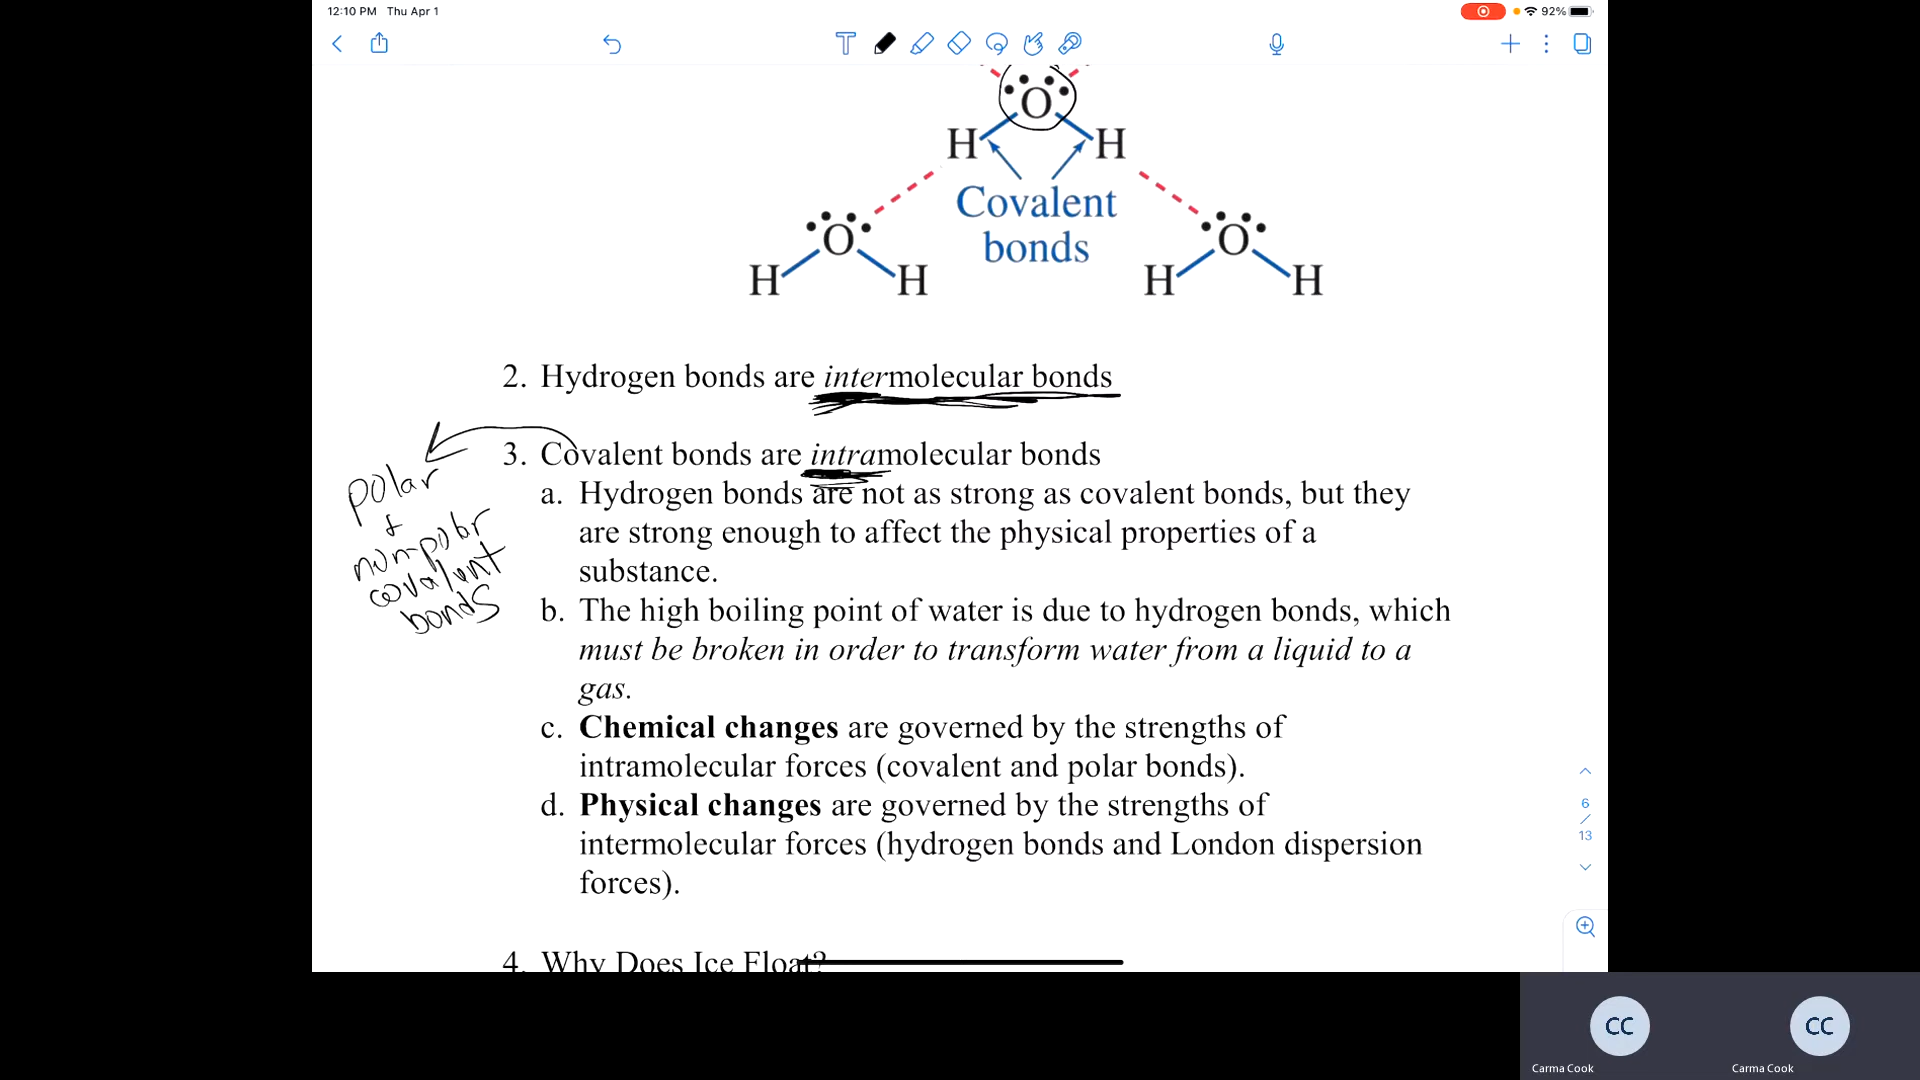 12:10 PM Thu Apr 1
92%
T
O
H H
Covalent
bonds
O O
H H H H
2. Hydrogen bonds are intermolecular bonds
3. Covalent bonds are intramolecular bonds
a. Hydrogen bonds are not as strong as covalent bonds, but they
are strong enough to affect the physical properties of a
substance.
b. The high boiling point of water is due to hydrogen bonds, which
must be broken in order to transform water from a liquid to a
gas.
c. Chemical changes are governed by the strengths of
intramolecular forces (covalent and polar bonds).
d. Physical changes are governed by the strengths of
intermolecular forces (hydrogen bonds and London dispersion
forces).
4. Why Does Ice Float?
polar
&
non-polar
covalent
bonds
6
/
13
CC CC
Carma Cook Carma Cook